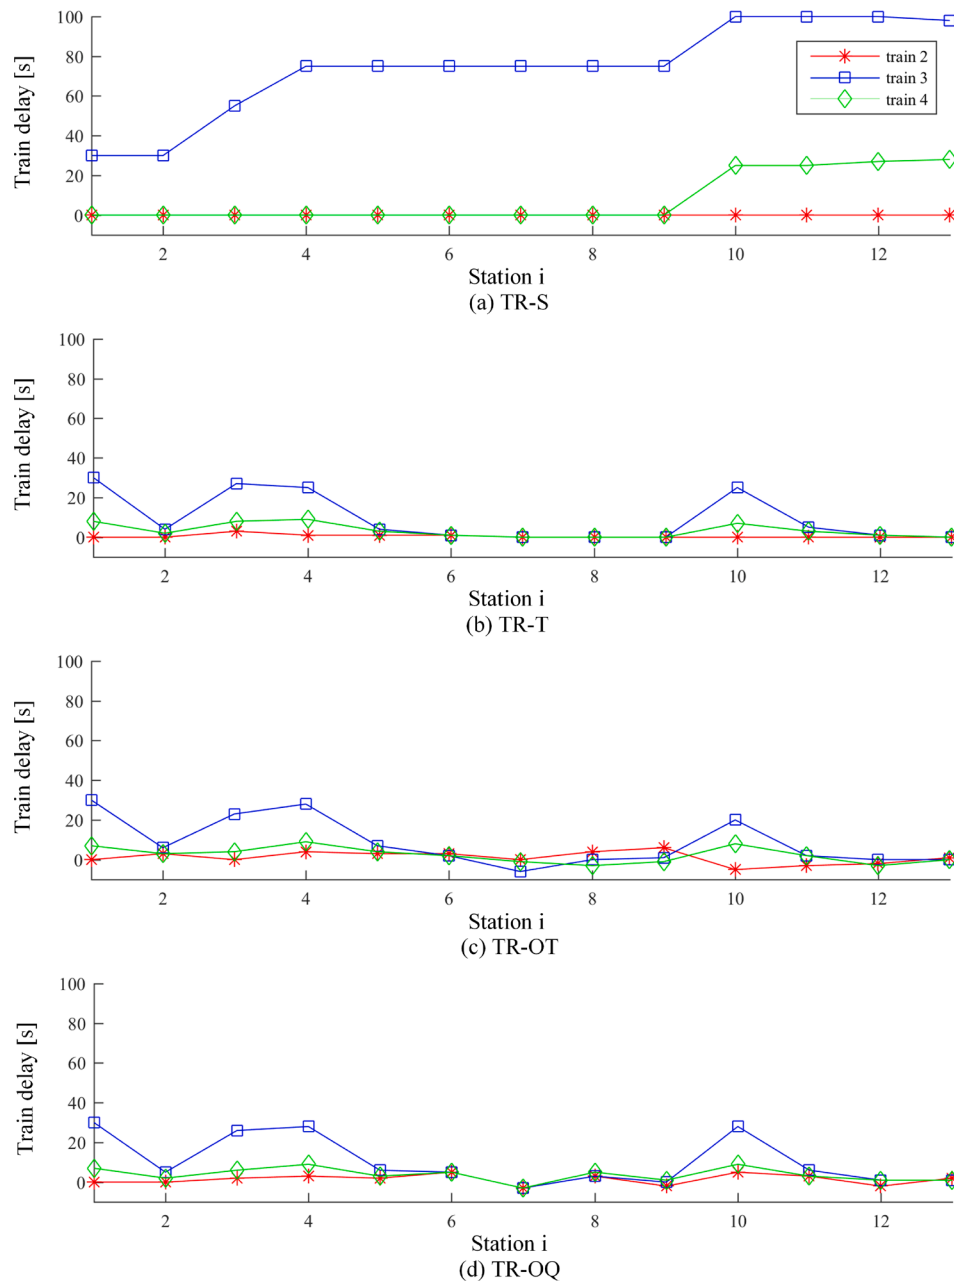 100
80
60
40
20
0
Train delay [s]
train 2
train 3
train 4
2 4 6 8 10 12
Station i
(a) TR-S
100
80
60
40
20
0
Train delay [s]
2 4 6 8 10 12
Station i
(b) TR-T
100
80
60
40
20
0
Train delay [s]
2 4 6 8 10 12
Station i
(c) TR-OT
100
80
60
40
20
0
Train delay [s]
2 4 6 8 10 12
Station i
(d) TR-OQ